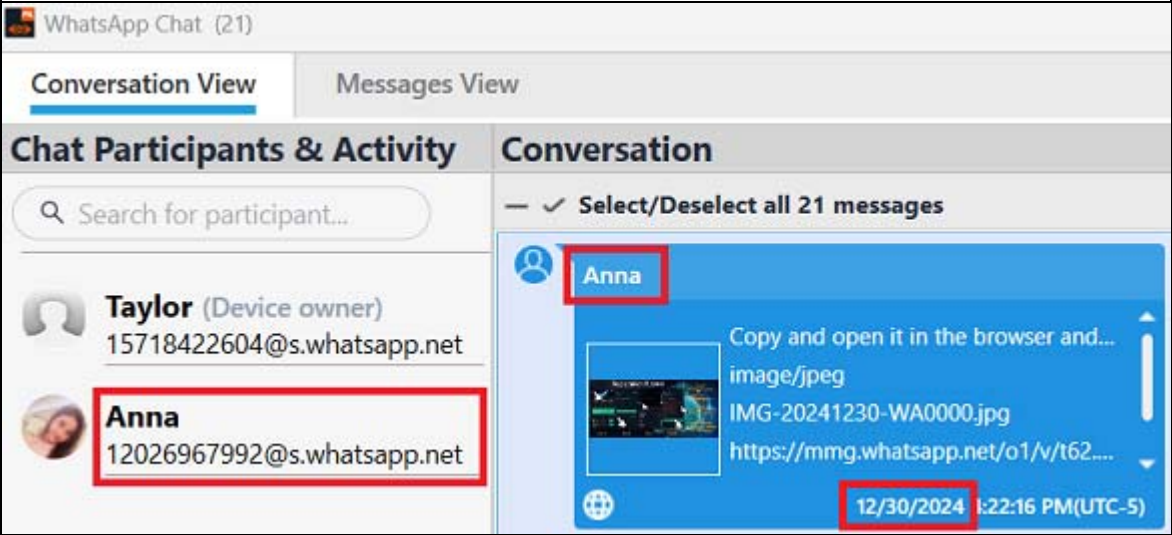 WhatsApp Chat (21)
Conversation View
Messages View
Chat Participants & Activity
Search for participant...
Taylor (Device owner)
15718422604@s.whatsapp.net
Anna
12026967992@s.whatsapp.net
Conversation
Select/Deselect all 21 messages
Anna
Copy and open it in the browser and...
image/jpeg
IMG-20241230-WA0000.jpg
https://mmg.whatsapp.net/o1/v/t62....
12/30/2024 :22:16 PM(UTC-5)